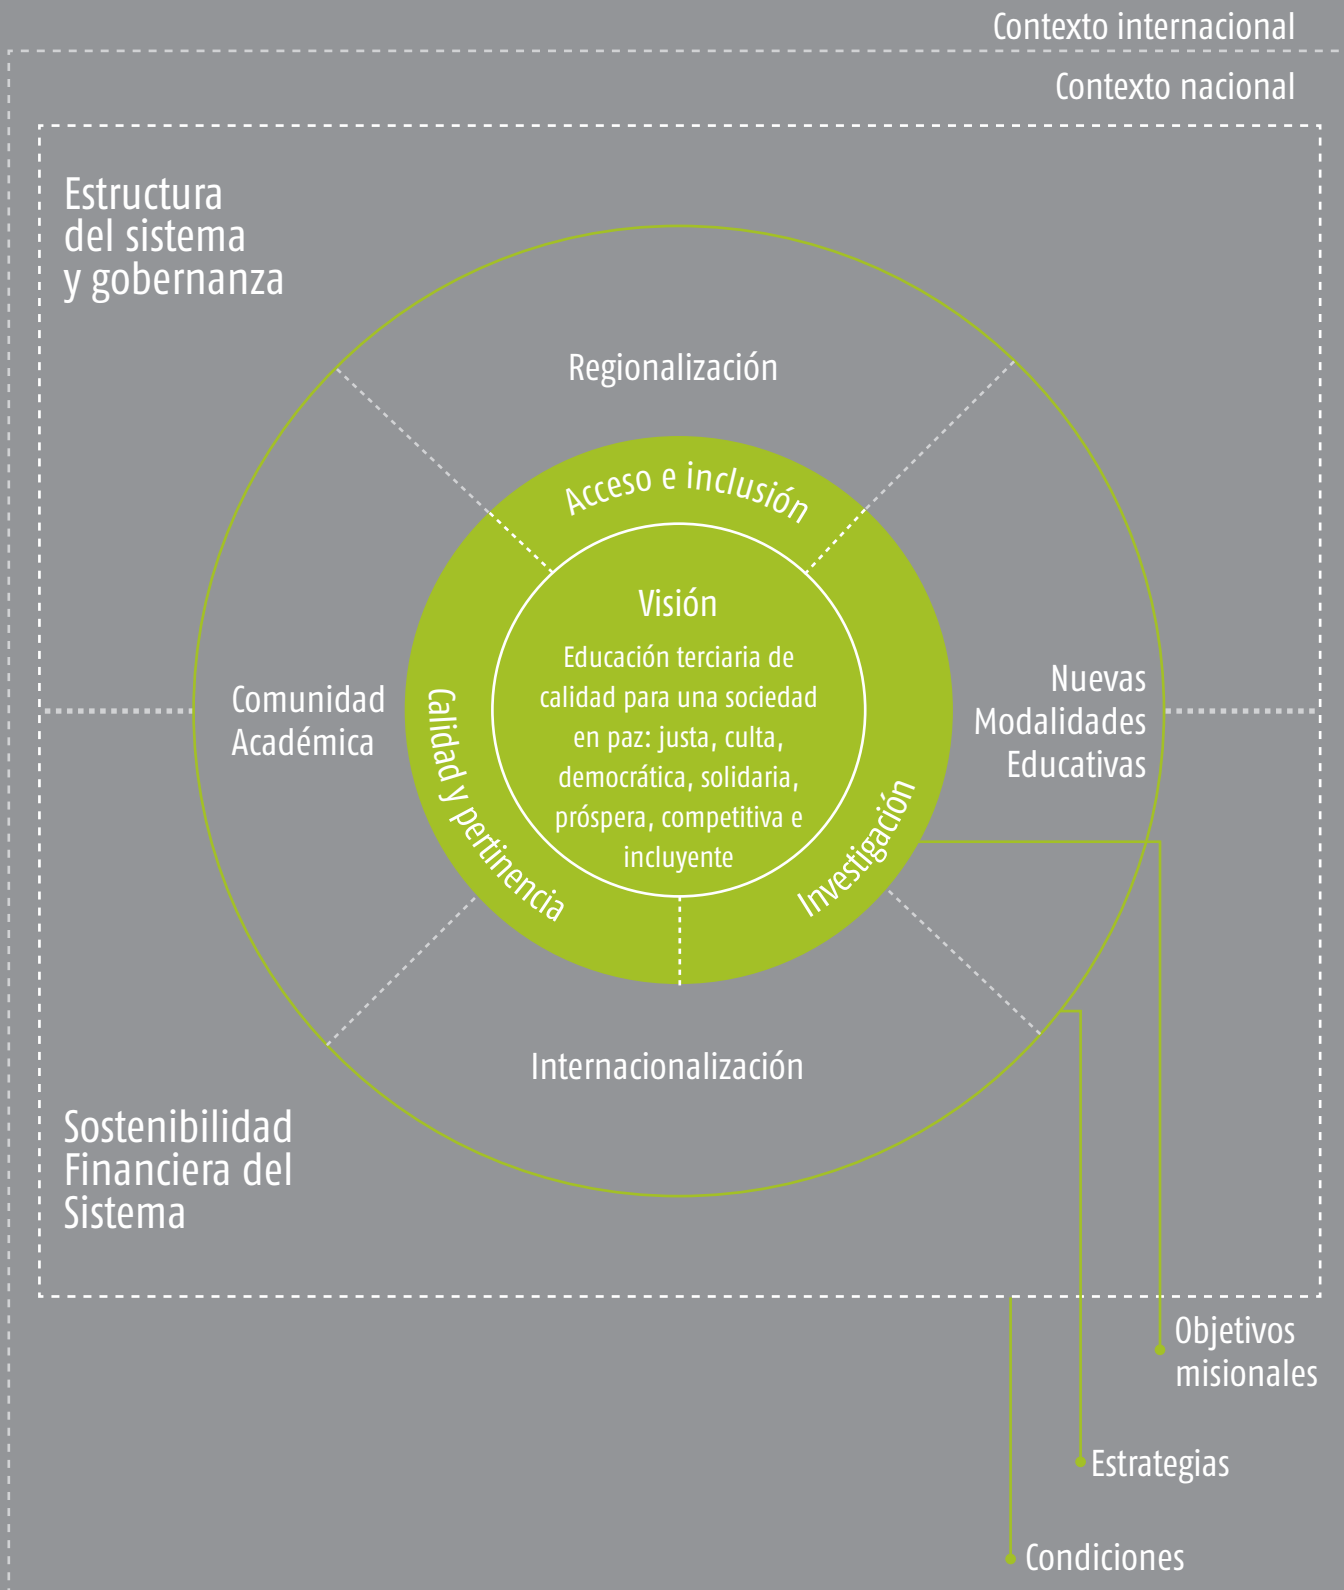 Contexto internacional
Contexto nacional
Estructura
del sistema
y gobernanza
Regionalización
Acceso e inclusión
Visión
Educación terciaria de
calidad para una sociedad
en paz: justa, culta,
democrática, solidaria,
próspera, competitiva e
incluyente
Comunidad
Académica
Calidad y pertinencia
Investigación
Nuevas
Modalidades
Educativas
Internacionalización
Sostenibilidad
Financiera del
Sistema
Objetivos
misionales
Estrategias
Condiciones